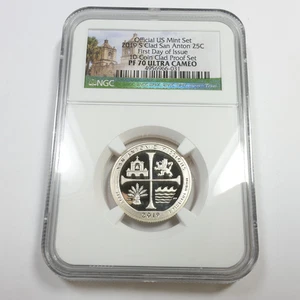 Official US Mint Set
2019 S Clad San Anton 25C
First Day of Issue
10 Coin Clad Proof Set
PF 70 ULTRA CAMEO
NGC
2019